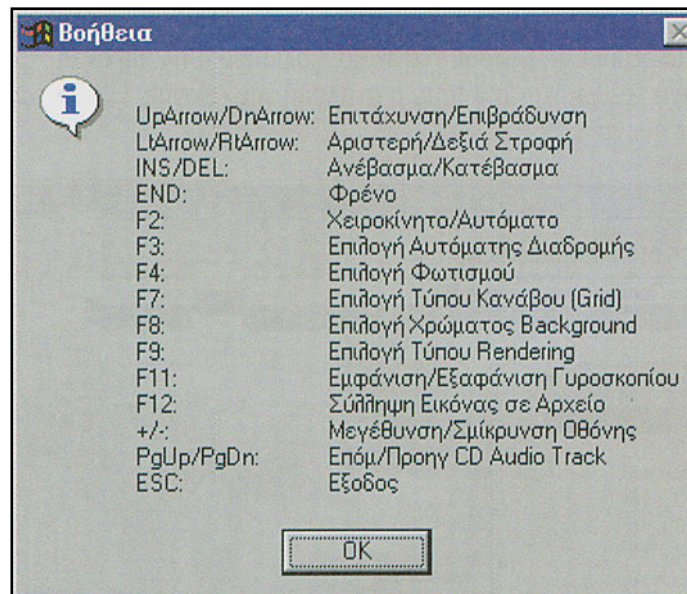 Βοήθεια
UpArrow/DnArrow: Επιτάχυνση/Επιβράδυνση
LtArrow/RtArrow: Αριστερή/Δεξιά Στροφή
INS/DEL: Ανέβασμα/Κατέβασμα
END: Φρένο
F2: Χειροκίνητο/Αυτόματο
F3: Επιλογή Αυτόματης Διαδρομής
F4: Επιλογή Φωτισμού
F7: Επιλογή Τύπου Κανάβου (Grid)
F8: Επιλογή Χρώματος Background
F9: Επιλογή Τύπου Rendering
F11: Εμφάνιση/Εξαφάνιση Γυροσκοπίου
F12: Σύλληψη Εικόνας σε Αρχείο
+/-: Μεγέθυνση/Σμίκρυνση Οθόνης
PgUp/PgDn: Επόμ/Προηγ CD Audio Track
ESC: Εξοδος
OK